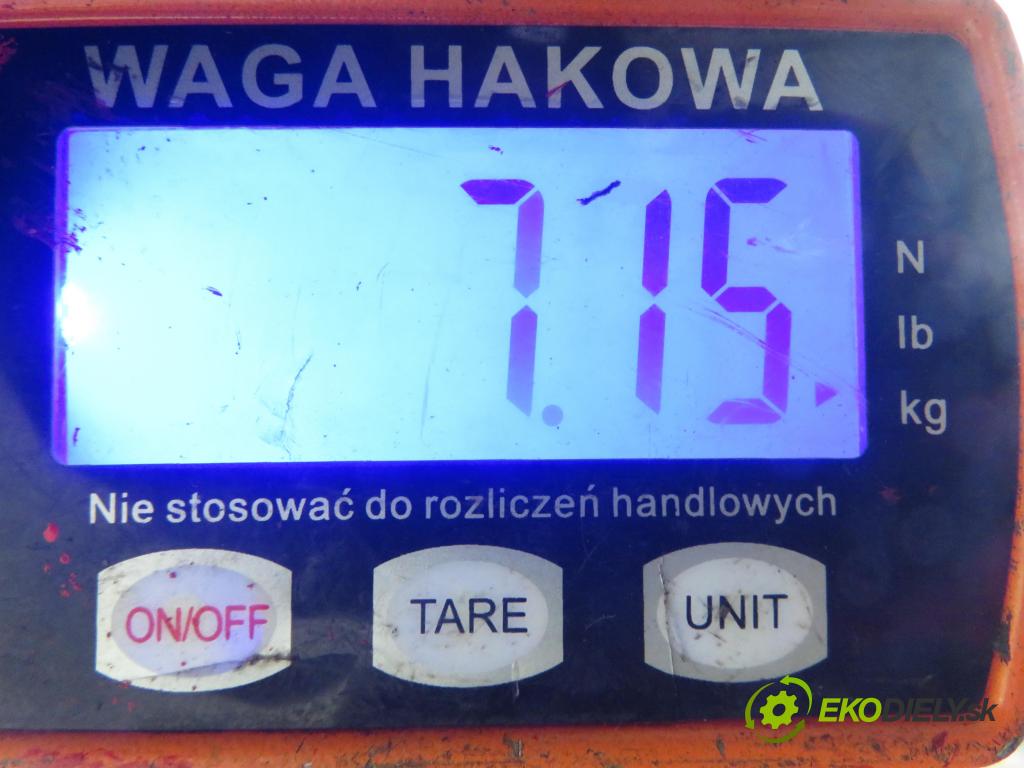 WAGA HAKOWA
7.15
N
lb
kg
Nie stosować do rozliczeń handlowych
ON/OFF TARE UNIT
EKODIELY.sk